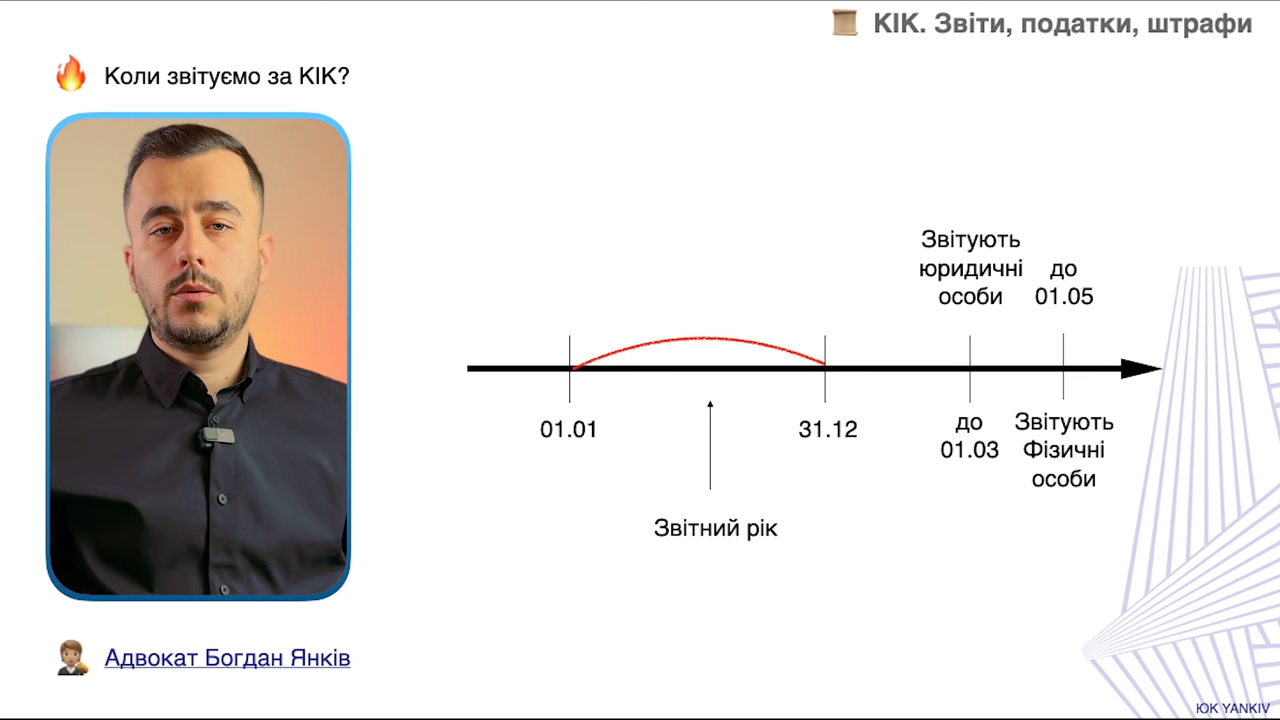 КІК. Звіти, податки, штрафи
Коли звітуємо за КІК?
Звітують
юридичні
особи
до
01.05
01.01
31.12
до
01.03
Звітують
Фізичні
особи
Звітний рік
Адвокат Богдан Янків
ЮК YANKIV